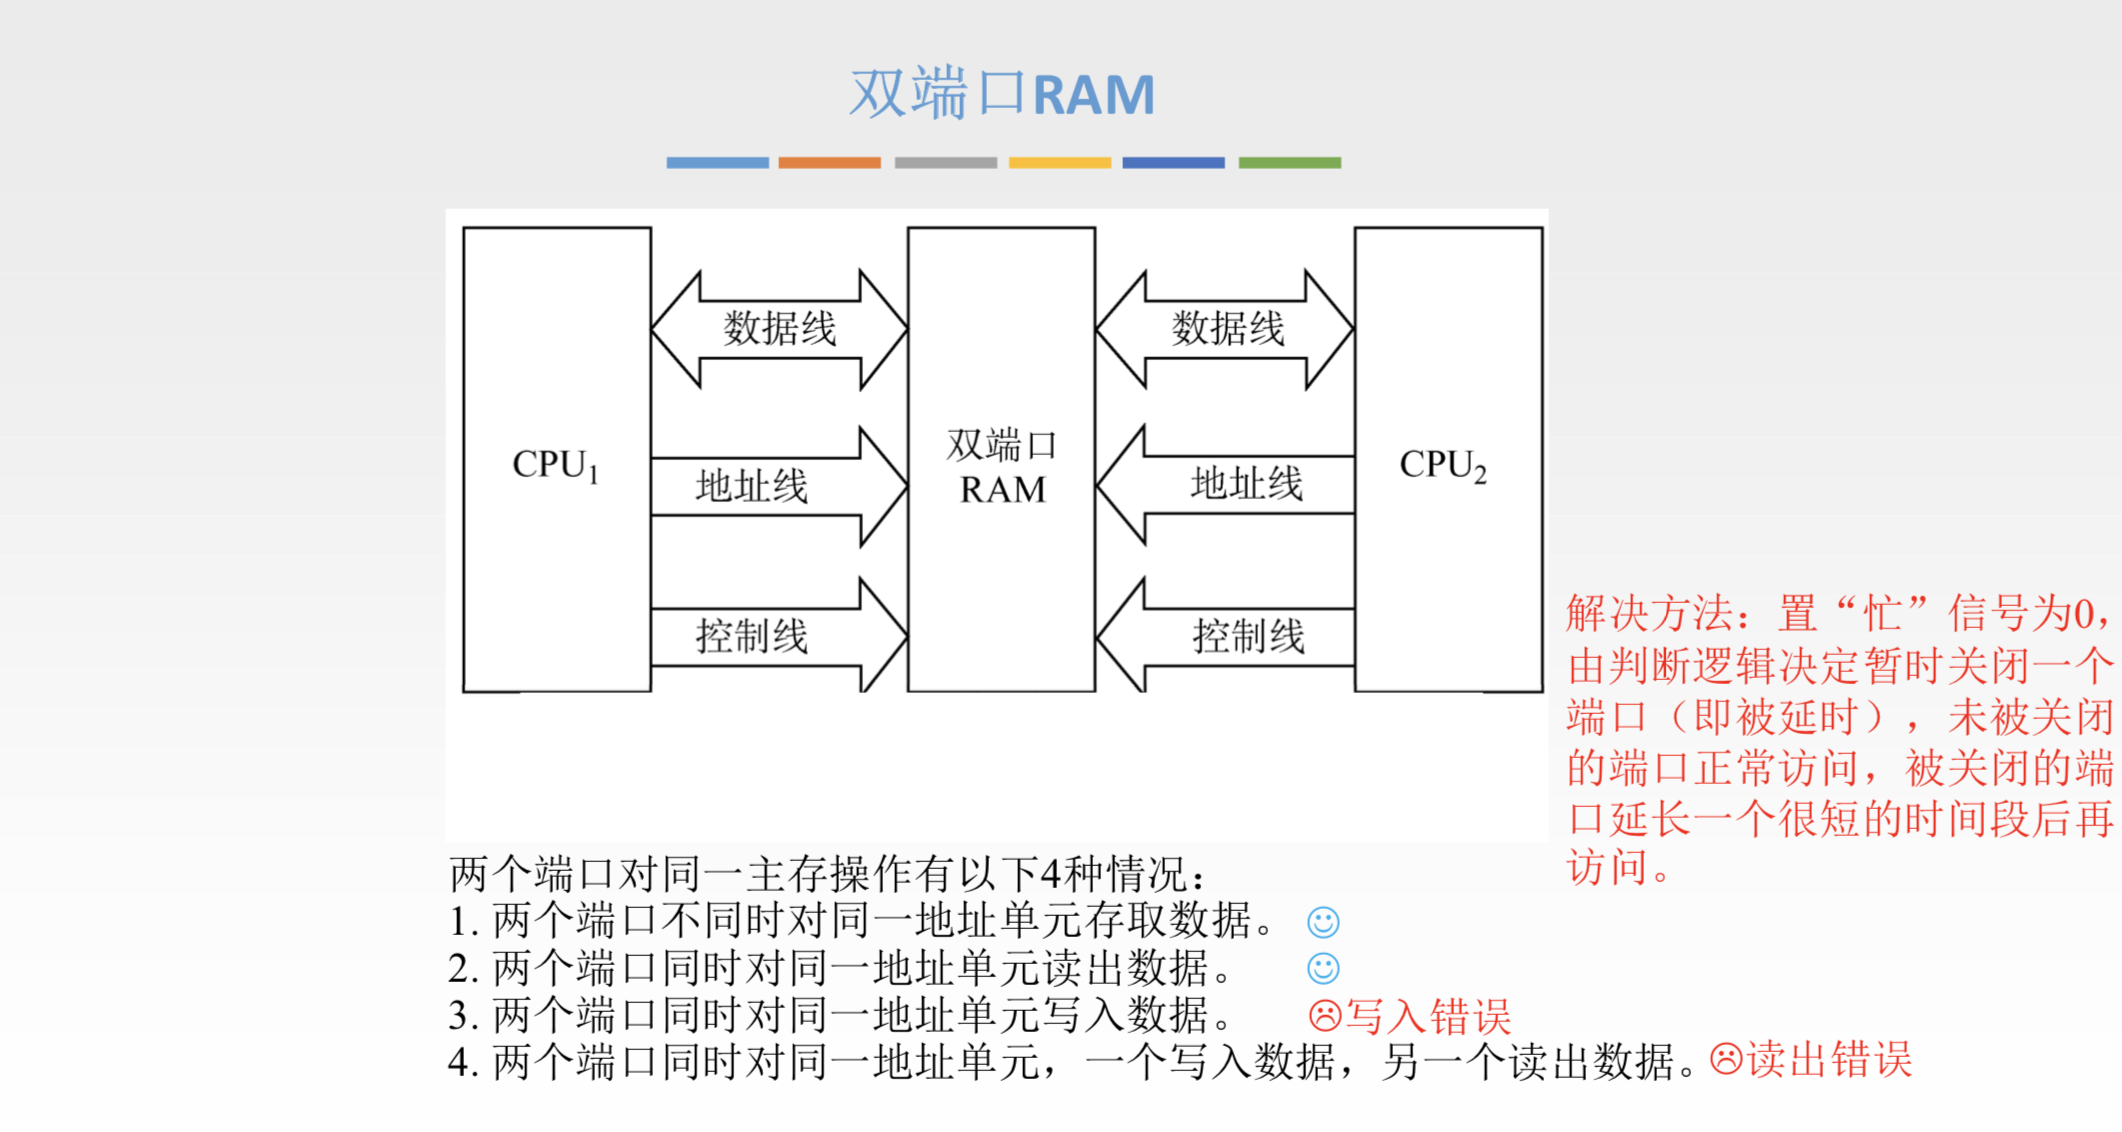 双端口RAM
数据线
数据线
CPU₁
双端口
RAM
CPU₂
地址线
地址线
控制线
控制线
解决方法：置“忙”信号为0，
由判断逻辑决定暂时关闭一个
端口（即被延时），未被关闭
的端口正常访问，被关闭的端
口延长一个很短的时间段后再
访问。
两个端口对同一主存操作有以下4种情况：
1. 两个端口不同时对同一地址单元存取数据。
2. 两个端口同时对同一地址单元读出数据。
3. 两个端口同时对同一地址单元写入数据。 写入错误
4. 两个端口同时对同一地址单元，一个写入数据，另一个读出数据。 读出错误